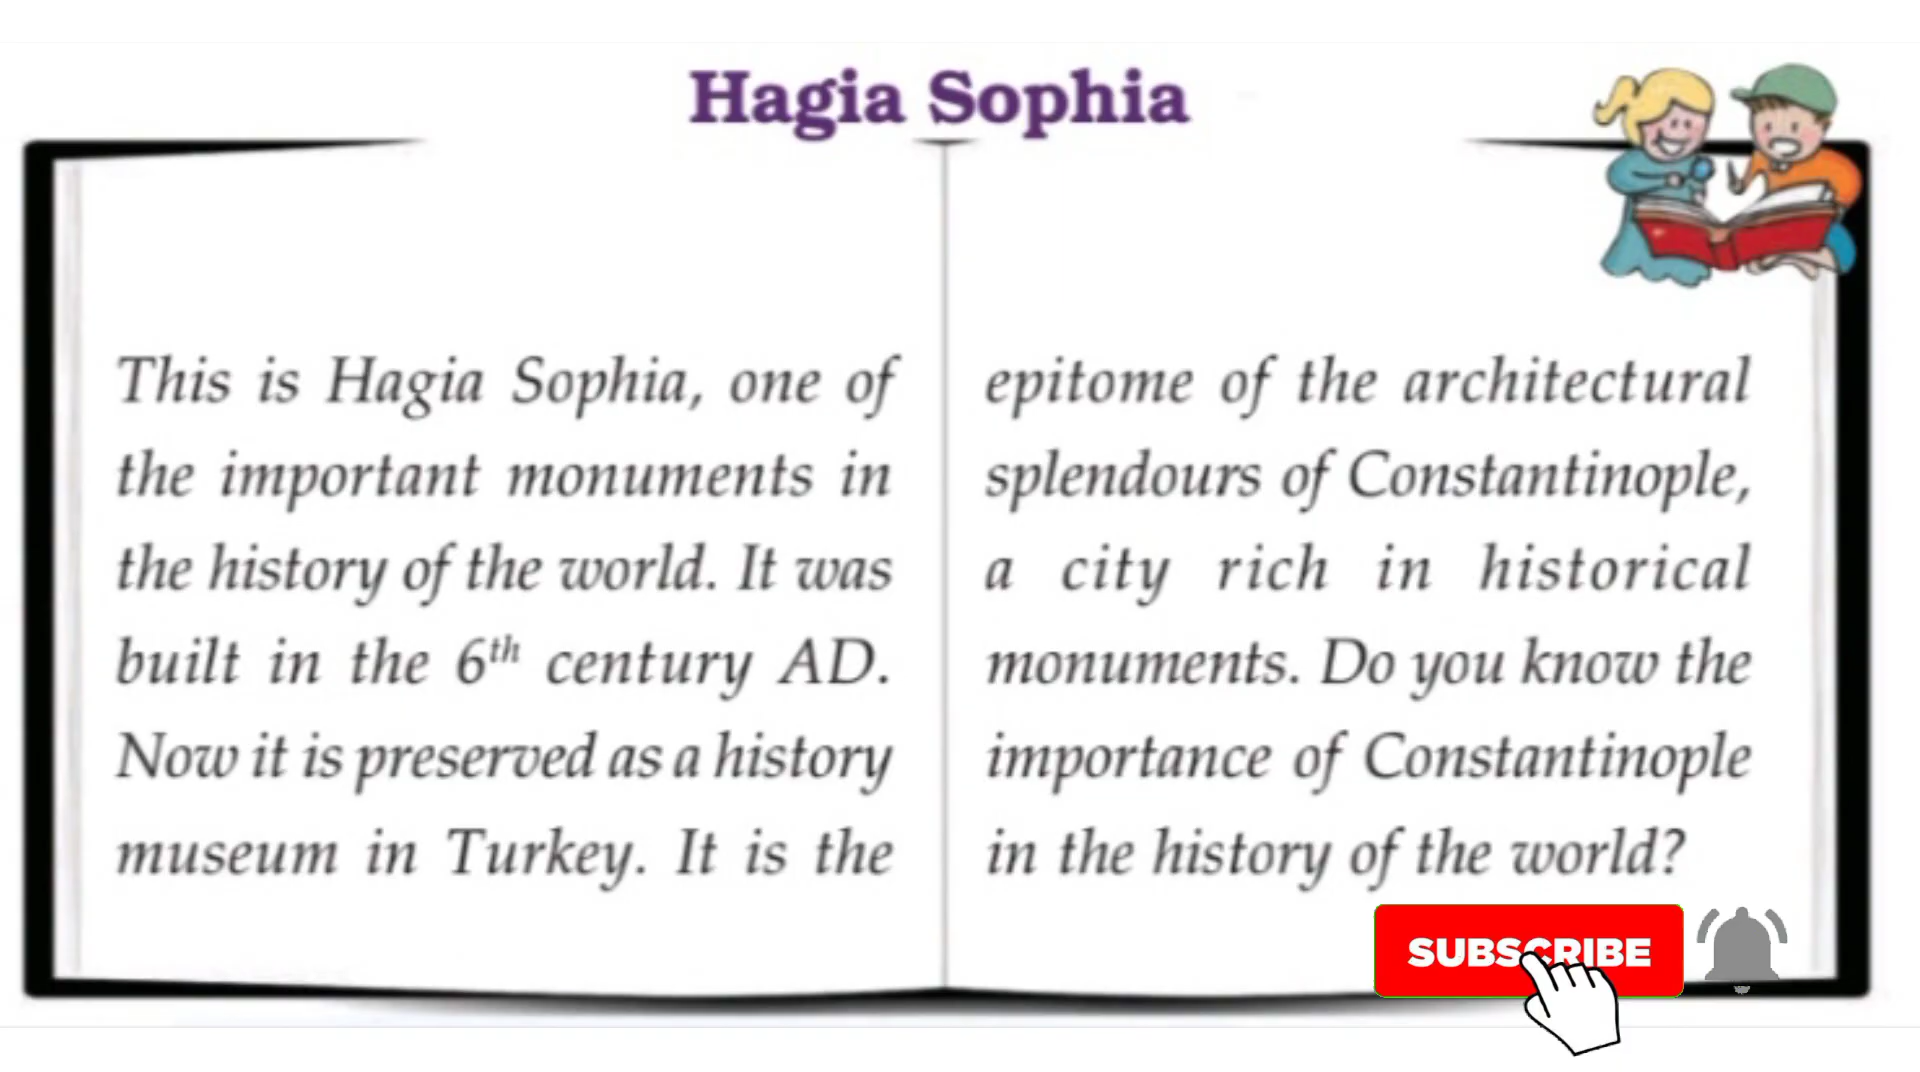 Hagia Sophia
This is Hagia Sophia, one of
the important monuments in
the history of the world. It was
built in the 6th century AD.
Now it is preserved as a history
museum in Turkey. It is the
epitome of the architectural
splendours of Constantinople,
a city rich in historical
monuments. Do you know the
importance of Constantinople
in the history of the world?
SUBSCRIBE